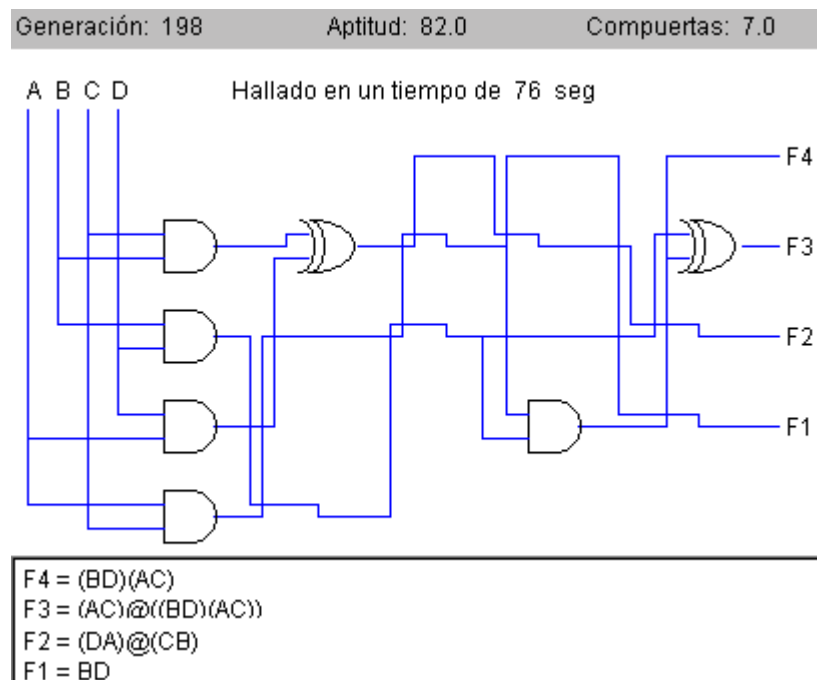 Generación: 198 Aptitud: 82.0 Compuertas: 7.0
A B C D Hallado en un tiempo de 76 seg
F4
F3
F2
F1
F4 = (BD)(AC)
F3 = (AC)@((BD)(AC))
F2 = (DA)@(CB)
F1 = BD